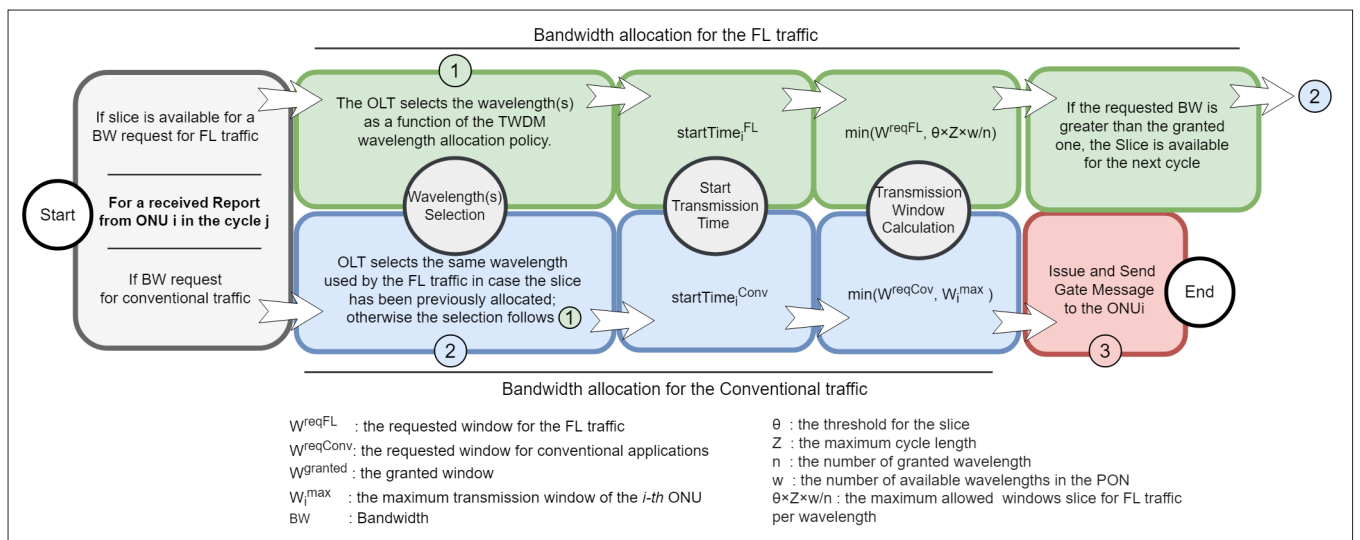 Bandwidth allocation for the FL traffic
1
The OLT selects the wavelength(s)
as a function of the TWDM
wavelength allocation policy.
startTimeᵢ^FL
min(W^reqFL, θ×Z×w/n)
If the requested BW is
greater than the granted
one, the Slice is available
for the next cycle
2
If slice is available for a
BW request for FL traffic
Start
For a received Report
from ONU i in the cycle j
If BW request
for conventional traffic
Wavelength(s)
Selection
Start
Transmission
Time
Transmission
Window
Calculation
OLT selects the same wavelength
used by the FL traffic in case the slice
has been previously allocated;
otherwise the selection follows 1
2
startTimeᵢ^Conv
min(W^reqCov, Wᵢ^max )
Issue and Send
Gate Message
to the ONUi
3
End
Bandwidth allocation for the Conventional traffic
W^reqFL : the requested window for the FL traffic
W^reqConv : the requested window for conventional applications
W^granted : the granted window
Wᵢ^max : the maximum transmission window of the i-th ONU
BW : Bandwidth
θ : the threshold for the slice
Z : the maximum cycle length
n : the number of granted wavelength
w : the number of available wavelengths in the PON
θ×Z×w/n : the maximum allowed windows slice for FL traffic
per wavelength